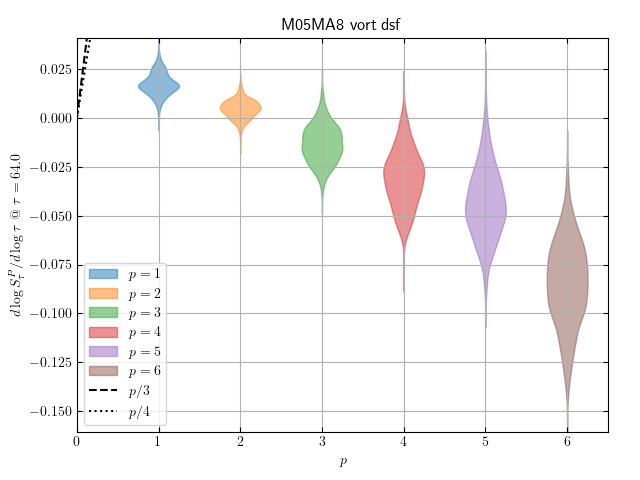 M05MA8 vort dsf
d log S_τ^P / d log τ @ τ = 64.0
0.025
0.000
−0.025
−0.050
−0.075
−0.100
−0.125
−0.150
p = 1
p = 2
p = 3
p = 4
p = 5
p = 6
p/3
p/4
0 1 2 3 4 5 6
p